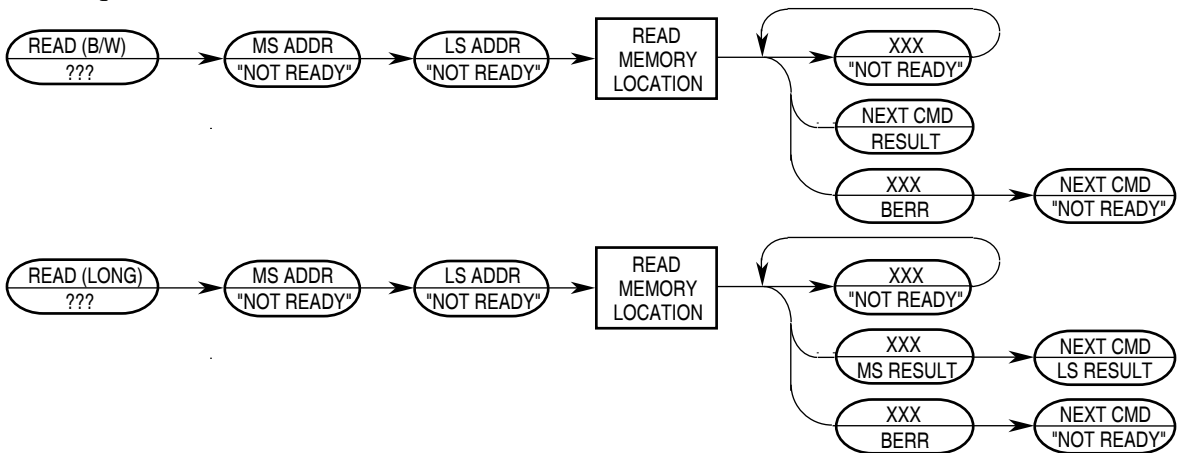 READ (B/W)
???
MS ADDR
"NOT READY"
LS ADDR
"NOT READY"
READ
MEMORY
LOCATION
XXX
"NOT READY"
NEXT CMD
RESULT
XXX
BERR
NEXT CMD
"NOT READY"
READ (LONG)
???
MS ADDR
"NOT READY"
LS ADDR
"NOT READY"
READ
MEMORY
LOCATION
XXX
"NOT READY"
XXX
MS RESULT
NEXT CMD
LS RESULT
XXX
BERR
NEXT CMD
"NOT READY"